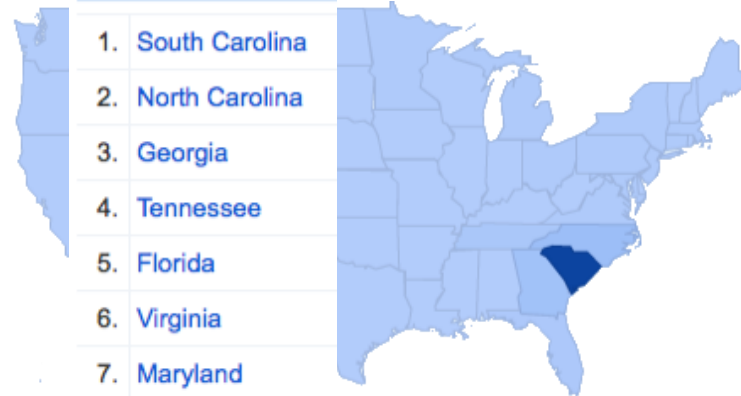 1. South Carolina
2. North Carolina
3. Georgia
4. Tennessee
5. Florida
6. Virginia
7. Maryland